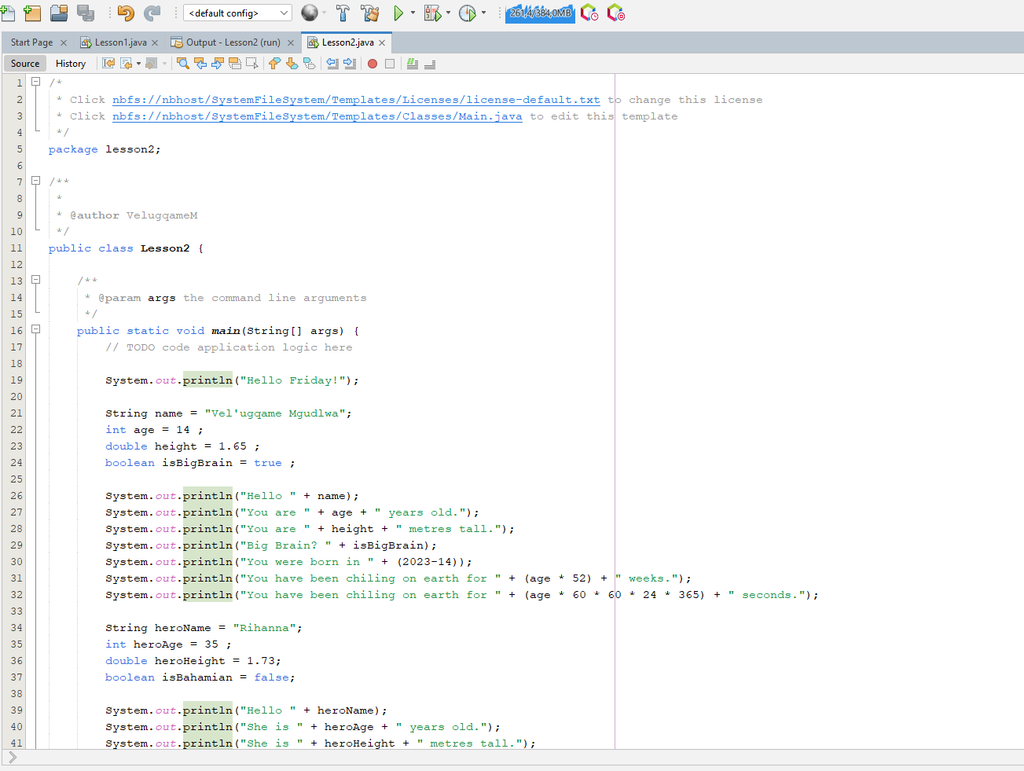 <default config>
261,4/384,0MB
Start Page
Lesson1.java
Output - Lesson2 (run)
Lesson2.java
Source History
1 /*
2 * Click nbfs://nbhost/SystemFileSystem/Templates/Licenses/license-default.txt to change this license
3 * Click nbfs://nbhost/SystemFileSystem/Templates/Classes/Main.java to edit this template
4 */
5 package lesson2;
6
7 /**
8 *
9 * @author VelugqameM
10 */
11 public class Lesson2 {
12
13 /**
14 * @param args the command line arguments
15 */
16 public static void main(String[] args) {
17 // TODO code application logic here
18
19 System.out.println("Hello Friday!");
20
21 String name = "Vel'ugqame Mgudlwa";
22 int age = 14 ;
23 double height = 1.65 ;
24 boolean isBigBrain = true ;
25
26 System.out.println("Hello " + name);
27 System.out.println("You are " + age + " years old.");
28 System.out.println("You are " + height + " metres tall.");
29 System.out.println("Big Brain? " + isBigBrain);
30 System.out.println("You were born in " + (2023-14));
31 System.out.println("You have been chiling on earth for " + (age * 52) + " weeks.");
32 System.out.println("You have been chiling on earth for " + (age * 60 * 60 * 24 * 365) + " seconds.");
33
34 String heroName = "Rihanna";
35 int heroAge = 35 ;
36 double heroHeight = 1.73;
37 boolean isBahamian = false;
38
39 System.out.println("Hello " + heroName);
40 System.out.println("She is " + heroAge + " years old.");
41 System.out.println("She is " + heroHeight + " metres tall.");